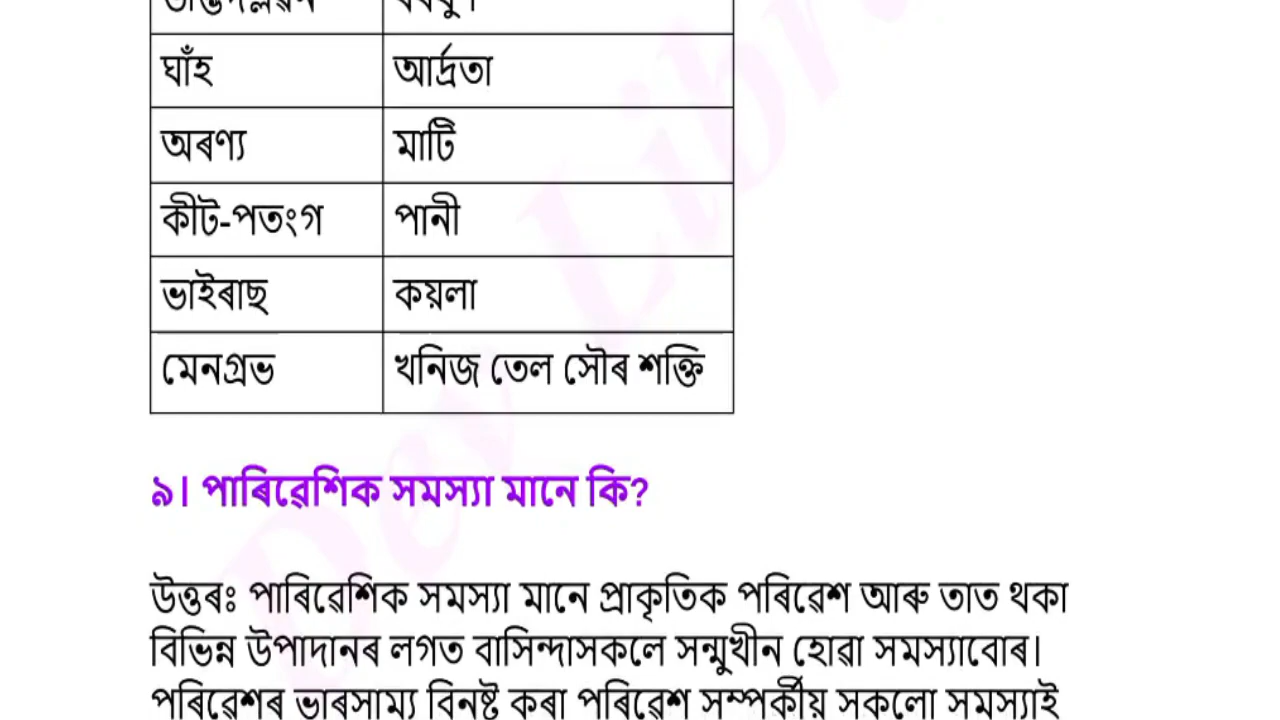 ঘাঁহ আৰ্দ্ৰতা
অৰণ্য মাটি
কীট-পতংগ পানী
ভাইৰাছ কয়লা
মেনগ্ৰভ খনিজ তেল সৌৰ শক্তি
৯। পাৰিৱেশিক সমস্যা মানে কি?
উত্তৰঃ পাৰিৱেশিক সমস্যা মানে প্ৰাকৃতিক পৰিৱেশ আৰু তাত থকা
বিভিন্ন উপাদানৰ লগত বাসিন্দাসকলে সন্মুখীন হোৱা সমস্যাবোৰ।
পৰিৱেশৰ ভাৰসাম্য বিনষ্ট কৰা পৰিৱেশ সম্পৰ্কীয় সকলো সমস্যাই